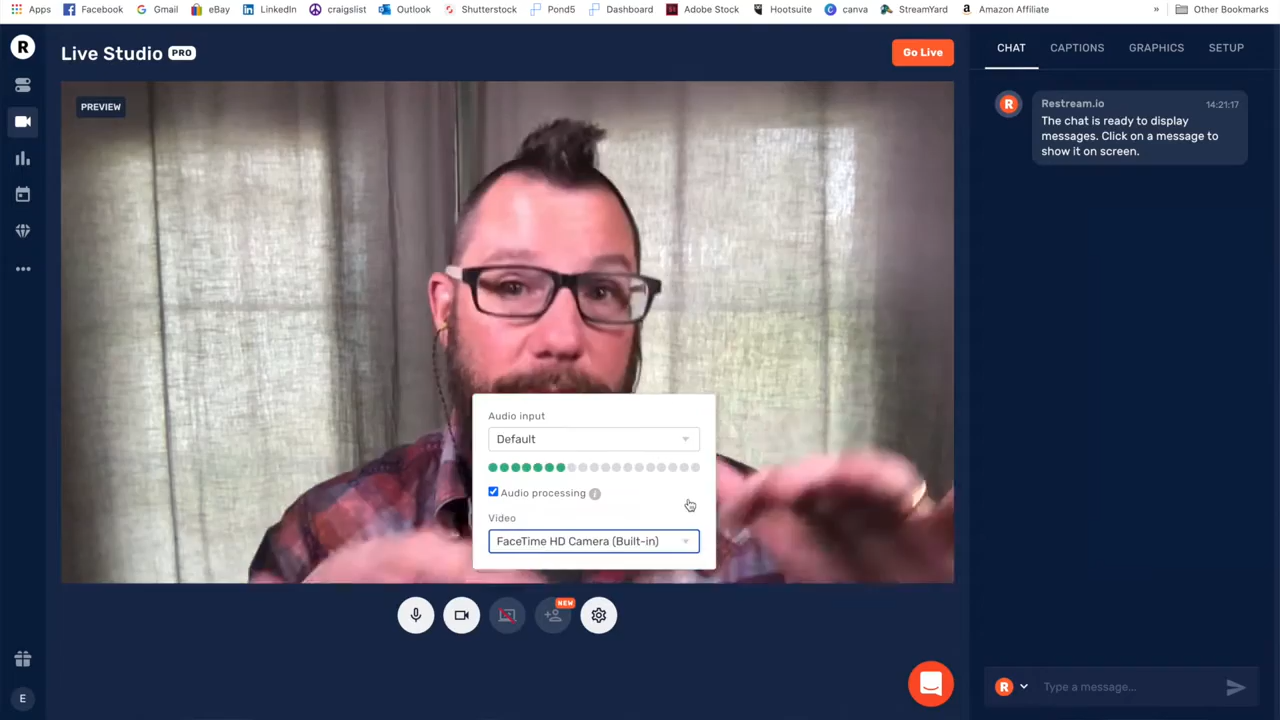 Apps Facebook Gmail eBay LinkedIn craigslist Outlook Shutterstock Pond5 Dashboard Adobe Stock Hootsuite canva StreamYard Amazon Affiliate » Other Bookmarks
R
Live Studio PRO
Go Live
CHAT CAPTIONS GRAPHICS SETUP
PREVIEW
R
Restream.io 14:21:17
The chat is ready to display
messages. Click on a message to
show it on screen.
Audio input
Default
Audio processing i
Video
FaceTime HD Camera (Built-in)
NEW
E
R
Type a message...